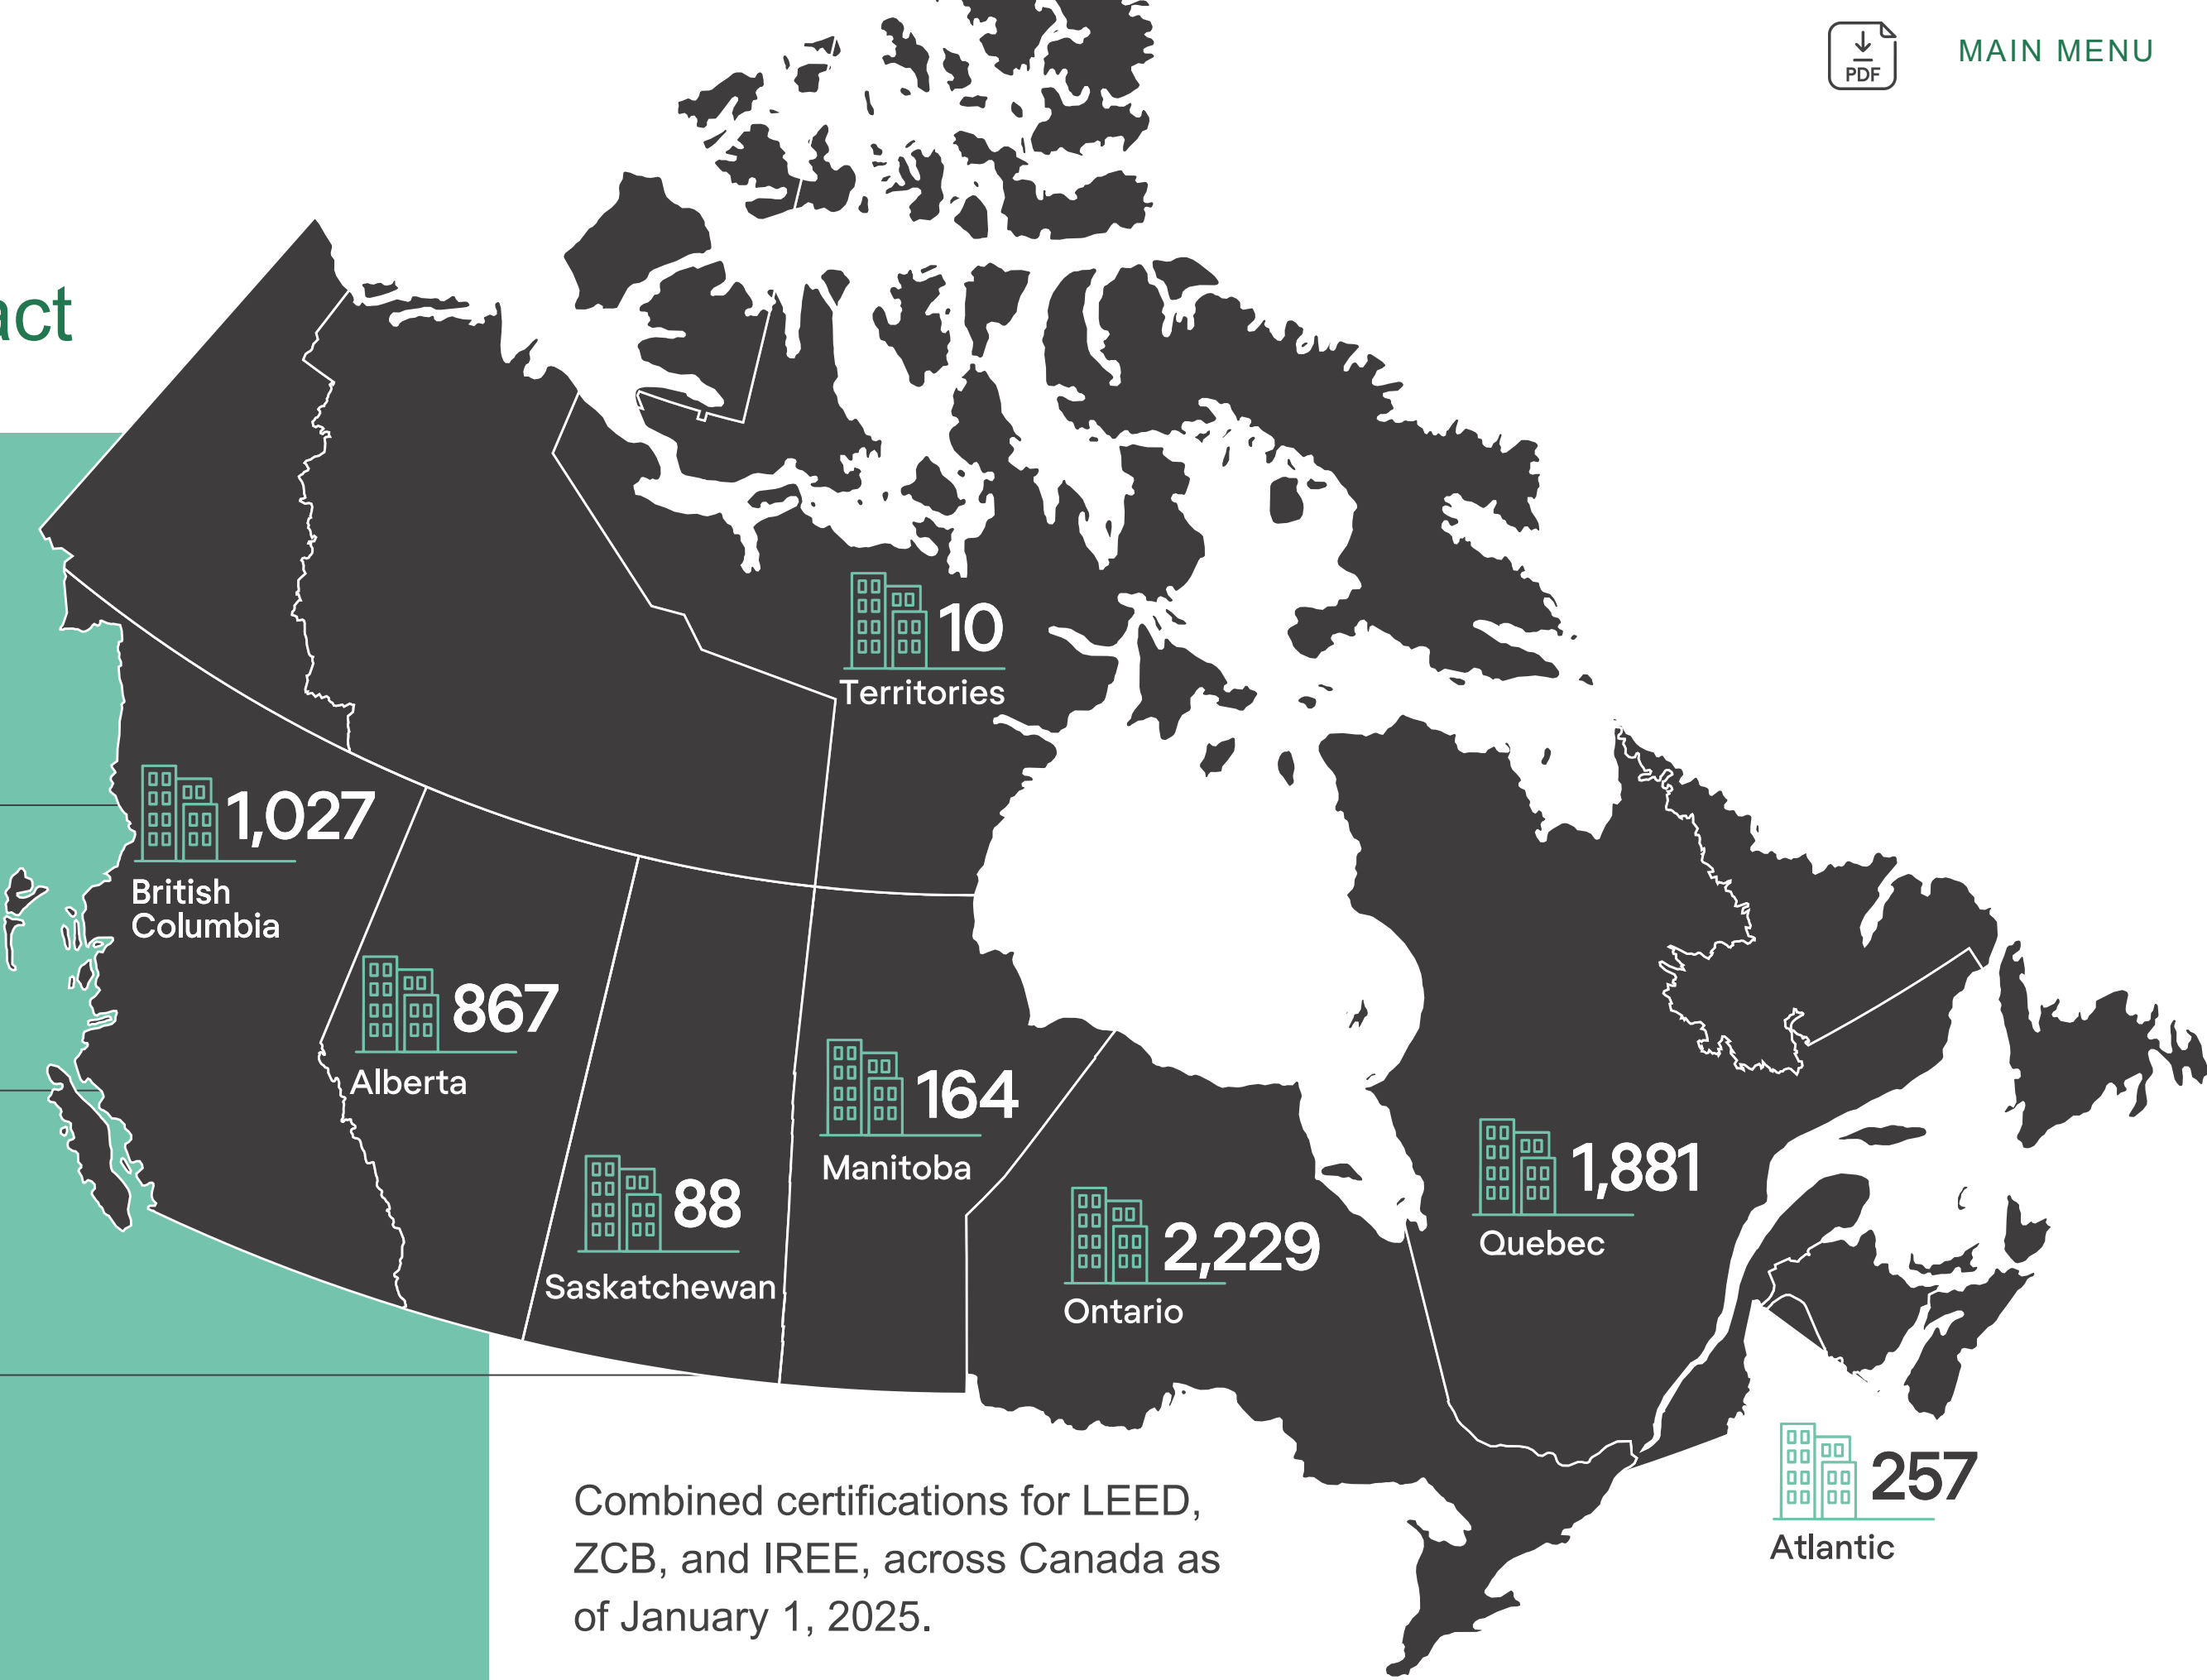 PDF
MAIN MENU
act
10
Territories
1,027
British
Columbia
867
Alberta
164
Manitoba
88
Saskatchewan
2,229
Ontario
1,881
Quebec
257
Atlantic
Combined certifications for LEED,
ZCB, and IREE, across Canada as
of January 1, 2025.